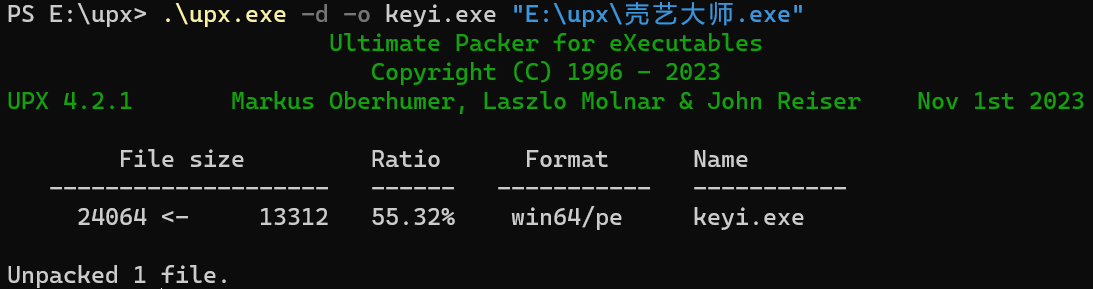 PS E:\upx> .\upx.exe -d -o keyi.exe "E:\upx\壳艺大师.exe"
Ultimate Packer for eXecutables
Copyright (C) 1996 - 2023
UPX 4.2.1       Markus Oberhumer, Laszlo Molnar & John Reiser    Nov 1st 2023
File size         Ratio      Format      Name
--------------------   ------   -----------   -----------
24064 <-     13312   55.32%    win64/pe     keyi.exe
Unpacked 1 file.